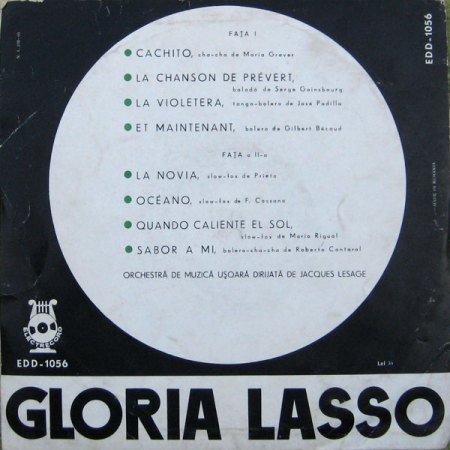 EDD-1056
FAȚA I
CACHITO, cha-cha de Maria Grever
LA CHANSON DE PRÉVERT,
baladă de Serge Gainsbourg
LA VIOLETERA, tango-bolero de José Padilla
ET MAINTENANT, bolero de Gilbert Bécaud
FAȚA a II-a
LA NOVIA, slow-fox de Prieto
OCÉANO, slow-fox de F. Cassano
QUANDO CALIENTE EL SOL,
slow-fox de Mario Rigual
SABOR A MI, bolero-cha-cha de Roberto Cantoral
ORCHESTRĂ DE MUZICĂ UȘOARĂ DIRIJATĂ DE JACQUES LESAGE
MADE IN ROMANIA
ELECTRECORD
EDD-1056
GLORIA LASSO